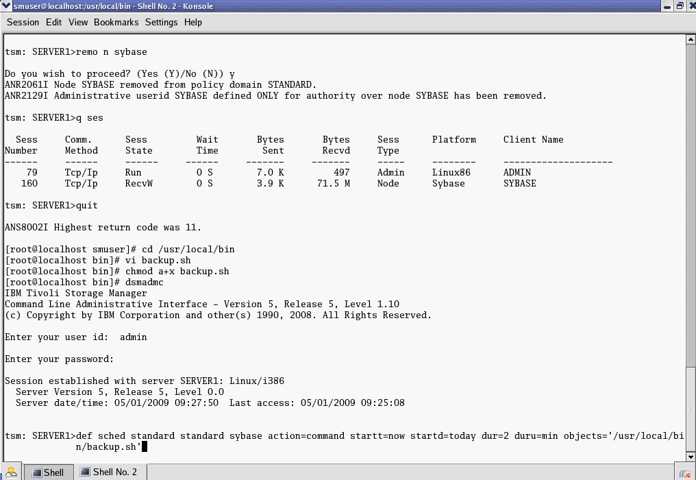 smuser@localhost:/usr/local/bin - Shell No. 2 - Konsole
Session Edit View Bookmarks Settings Help
tsm: SERVER1>remo n sybase
Do you wish to proceed? (Yes (Y)/No (N)) y
ANR2061I Node SYBASE removed from policy domain STANDARD.
ANR2129I Administrative userid SYBASE defined ONLY for authority over node SYBASE has been removed.
tsm: SERVER1>q ses
Sess Comm. Sess Wait Bytes Bytes Sess Platform Client Name
Number Method State Time Sent Recvd Type
------ ------ ------ ------ ------- ------- ----- -------- --------------------
79 Tcp/Ip Run 0 S 7.0 K 497 Admin Linux86 ADMIN
160 Tcp/Ip RecvW 0 S 3.9 K 71.5 M Node Sybase SYBASE
tsm: SERVER1>quit
ANS8002I Highest return code was 11.
[root@localhost smuser]# cd /usr/local/bin
[root@localhost bin]# vi backup.sh
[root@localhost bin]# chmod a+x backup.sh
[root@localhost bin]# dsmadmc
IBM Tivoli Storage Manager
Command Line Administrative Interface - Version 5, Release 5, Level 1.10
(c) Copyright by IBM Corporation and other(s) 1990, 2008. All Rights Reserved.
Enter your user id: admin
Enter your password:
Session established with server SERVER1: Linux/i386
Server Version 5, Release 5, Level 0.0
Server date/time: 05/01/2009 09:27:50 Last access: 05/01/2009 09:25:08
tsm: SERVER1>def sched standard standard sybase action=command startt=now startd=today dur=2 duru=min objects='/usr/local/bi
n/backup.sh'
Shell Shell No. 2